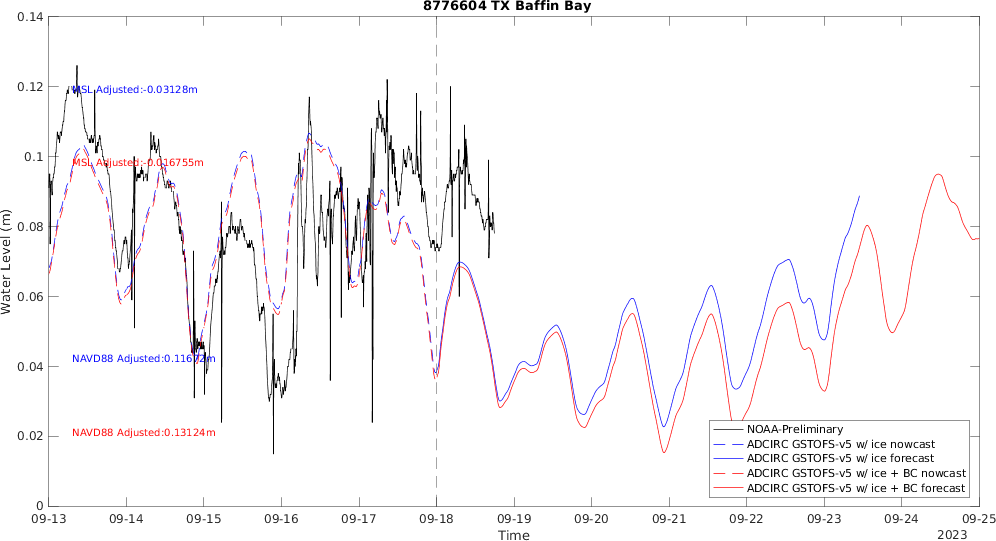 8776604 TX Baffin Bay
0.14
0.12
0.1
0.08
0.06
0.04
0.02
0
Water Level (m)
MSL Adjusted:-0.03128m
MSL Adjusted:-0.016755m
NAVD88 Adjusted:0.11672m
NAVD88 Adjusted:0.13124m
NOAA-Preliminary
ADCIRC GSTOFS-v5 w/ ice nowcast
ADCIRC GSTOFS-v5 w/ ice forecast
ADCIRC GSTOFS-v5 w/ ice + BC nowcast
ADCIRC GSTOFS-v5 w/ ice + BC forecast
09-13 09-14 09-15 09-16 09-17 09-18 09-19 09-20 09-21 09-22 09-23 09-24 09-25
Time
2023